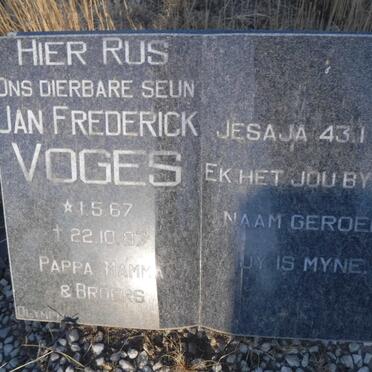 HIER RUS
ONS DIERBARE SEUN
JAN FREDERICK
VOGES
* 1.5.67
† 22.10.8
PAPPA MAMMA
& BROERS
JESAJA 43:1
EK HET JOU BY
NAAM GEROE
JY IS MYNE